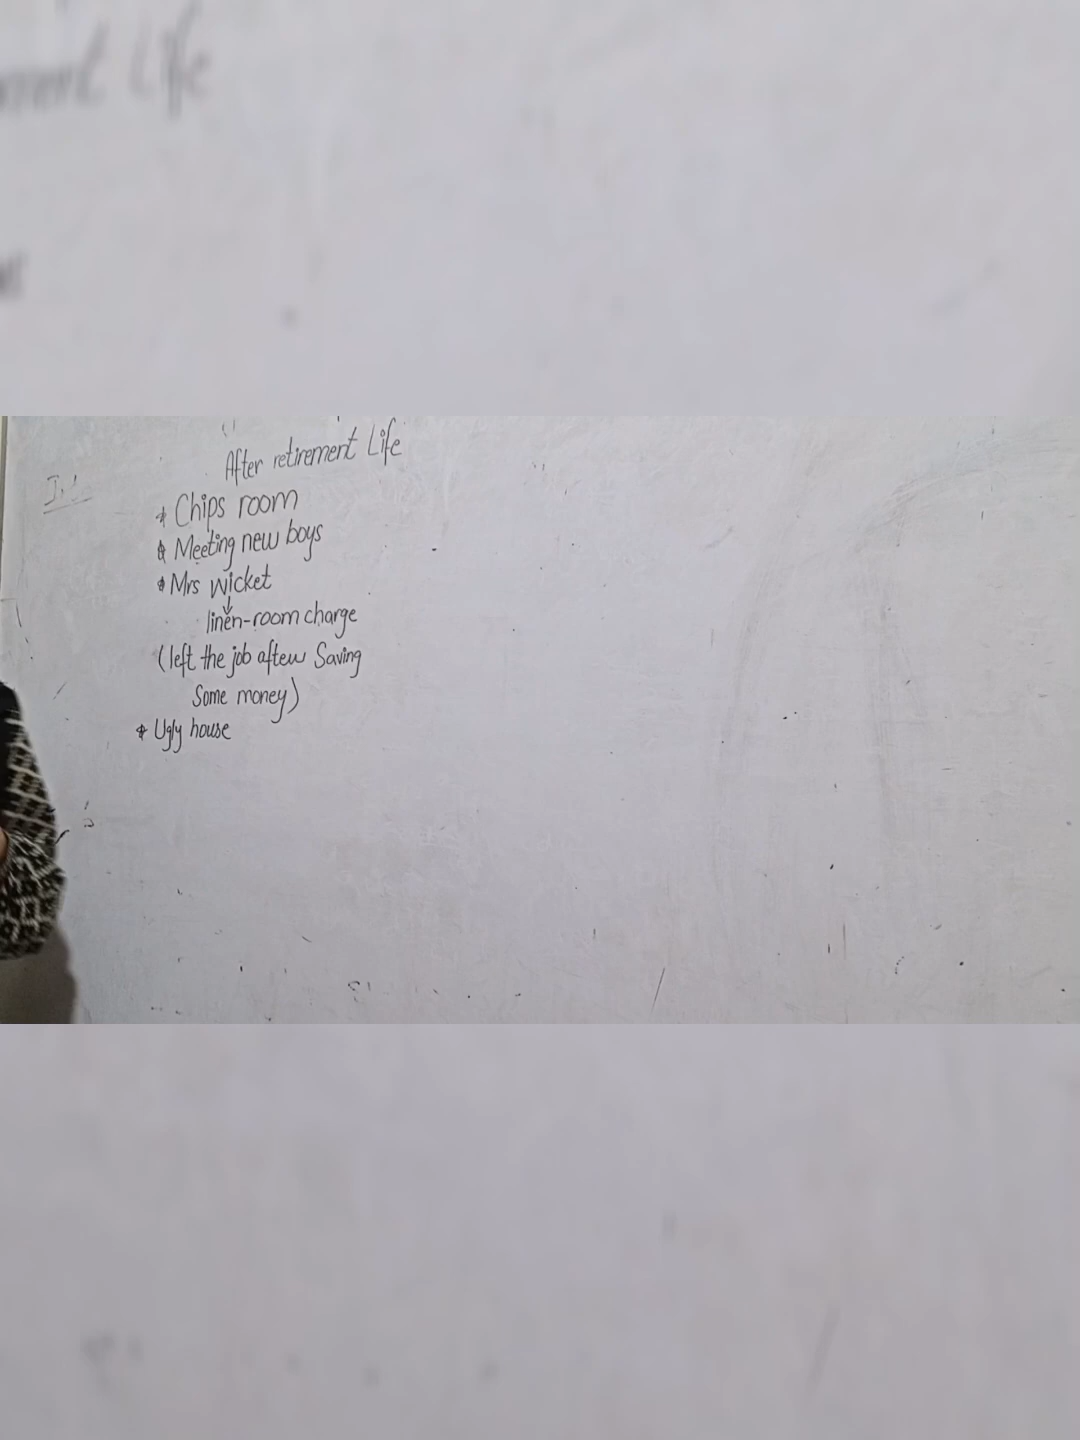 After retirement Life
* Chips room
* Meeting new boys
* Mrs Wicket
↓
linen-room charge
(left the job aftew Saving
Some money)
* Ugly house